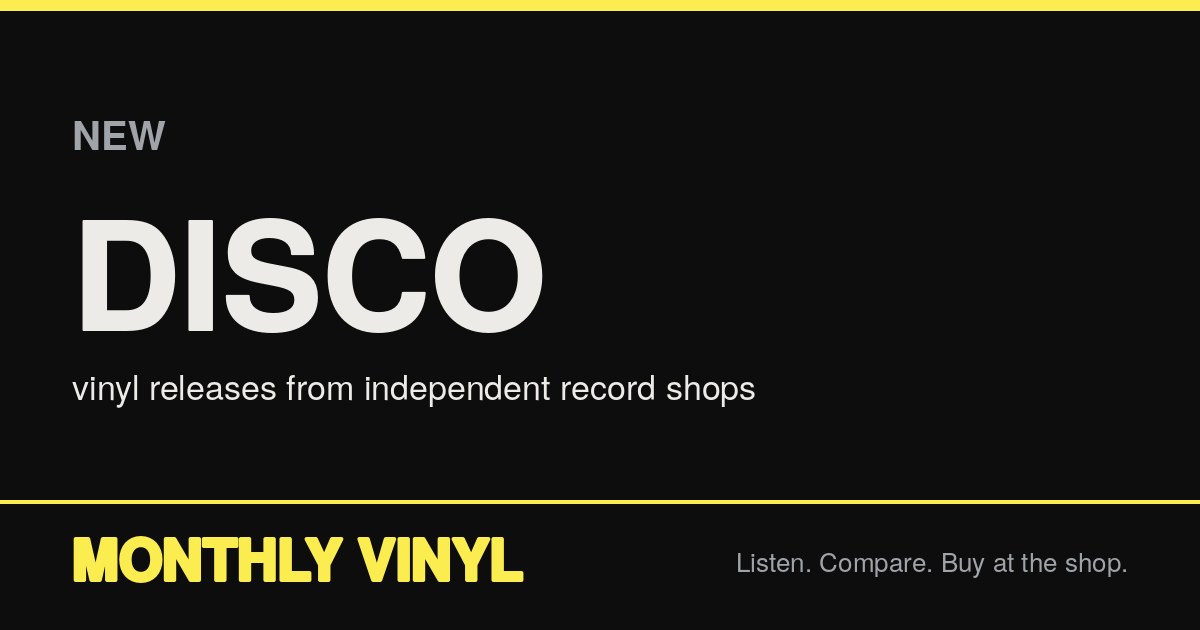 NEW
DISCO
vinyl releases from independent record shops
MONTHLY VINYL
Listen. Compare. Buy at the shop.